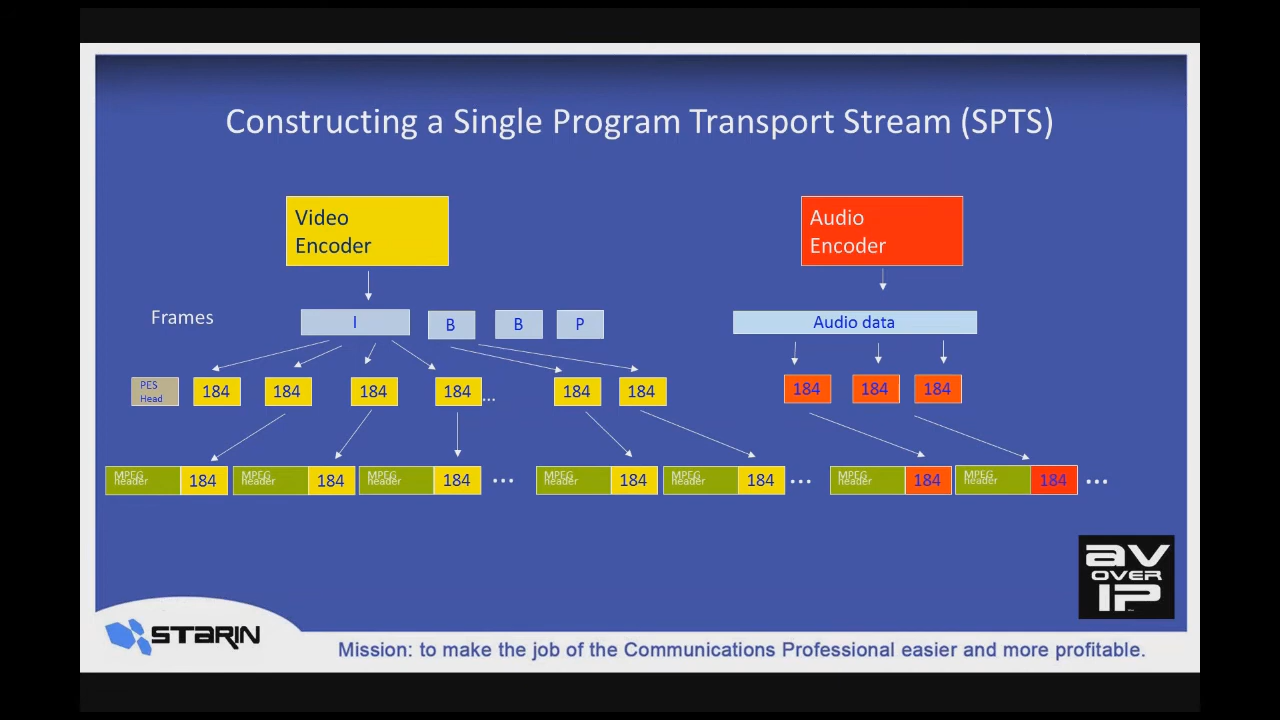 Constructing a Single Program Transport Stream (SPTS)
Video
Encoder
Audio
Encoder
Frames
I
B
B
P
Audio data
PES
Head
184
184
184
184
...
184
184
184
184
184
MPEG
Header
184
MPEG
Header
184
MPEG
Header
184
...
MPEG
Header
184
MPEG
Header
184
...
MPEG
Header
184
MPEG
Header
184
...
av
OVER
IP
STARIN
Mission: to make the job of the Communications Professional easier and more profitable.